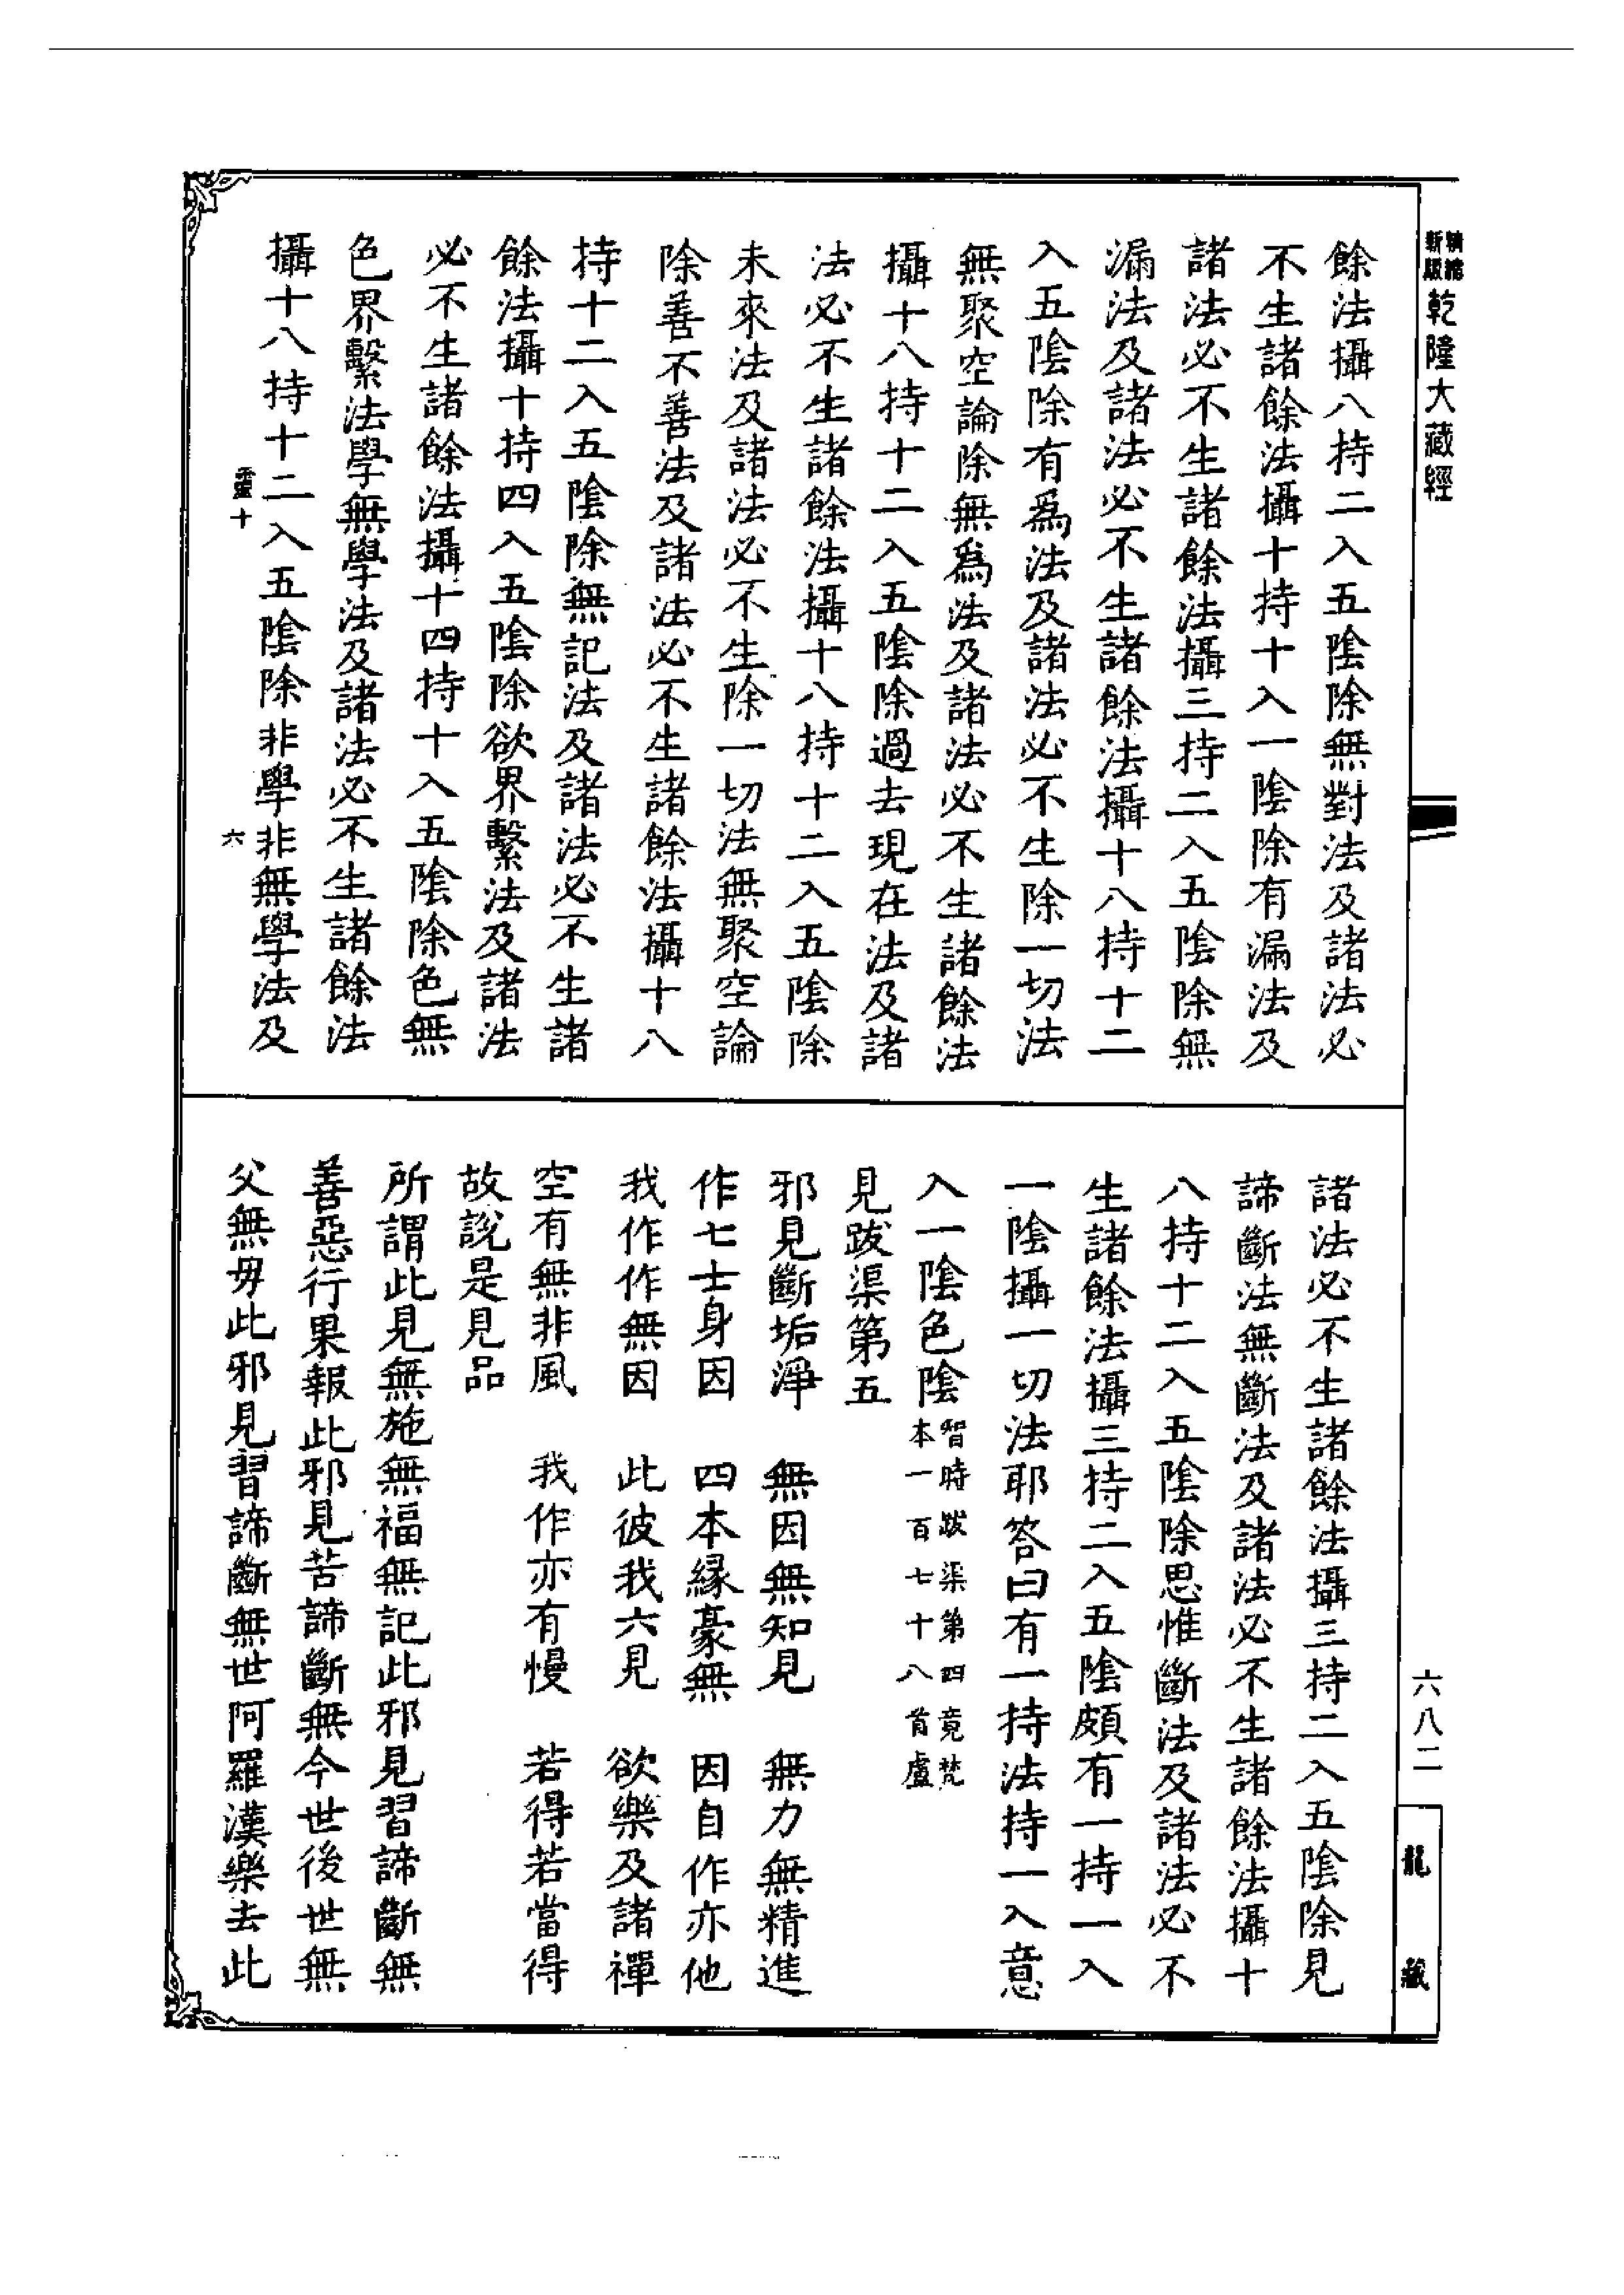 精縮新版乾隆大藏經
餘法攝八持二入五陰除無對法及諸法必
不生諸餘法攝十持十入一陰除有漏法及
諸法必不生諸餘法攝三持二入五陰除無
漏法及諸法必不生諸餘法攝十八持十二
入五陰除有爲法及諸法必不生除一切法
無聚空論除無爲法及諸法必不生諸餘法
攝十八持十二入五陰除過去現在法及諸
法必不生諸餘法攝十八持十二入五陰除
未來法及諸法必不生除一切法無聚空論
除善不善法及諸法必不生諸餘法攝十八
持十二入五陰除無記法及諸法必不生諸
餘法攝十持四入五陰除欲界繫法及諸法
必不生諸餘法攝十四持十入五陰除色無
色界繫法學無學法及諸法必不生諸餘法
攝十八持十二入五陰除非學非無學法及
十 六
諸法必不生諸餘法攝三持二入五陰除見
諦斷法無斷法及諸法必不生諸餘法攝十
八持十二入五陰除思惟斷法及諸法必不
生諸餘法攝三持二入五陰頗有一持一入
一陰攝一切法耶答曰有一持法持一入意
入一陰色陰智時跋渠第四竟梵本一百七十八首盧
見跋渠第五
邪見斷垢淨　無因無知見　無力無精進
作七士身因　四本緣豪無　因自作亦他
我作作無因　此彼我六見　欲樂及諸禪
空有無非風　我作亦有慢　若得若當得
故說是見品
所謂此見無施無福無記此邪見習諦斷無
善惡行果報此邪見苦諦斷無今世後世無
父無毋此邪見習諦斷無世阿羅漢樂去此
六八二
龍藏